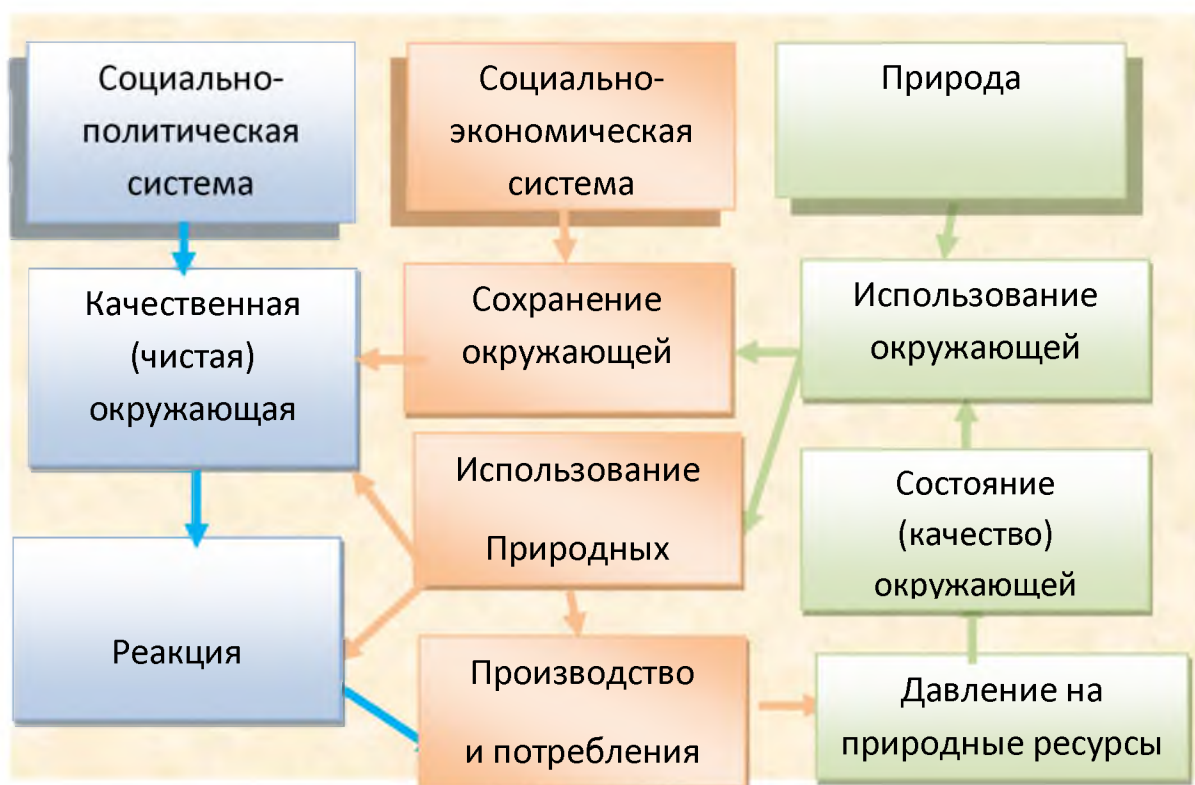 Социально-
политическая
система
Социально-
экономическая
система
Природа
Качественная
(чистая)
окружающая
Сохранение
окружающей
Использование
окружающей
Использование
Природных
Состояние
(качество)
окружающей
Реакция
Производство
и потребления
Давление на
природные ресурсы